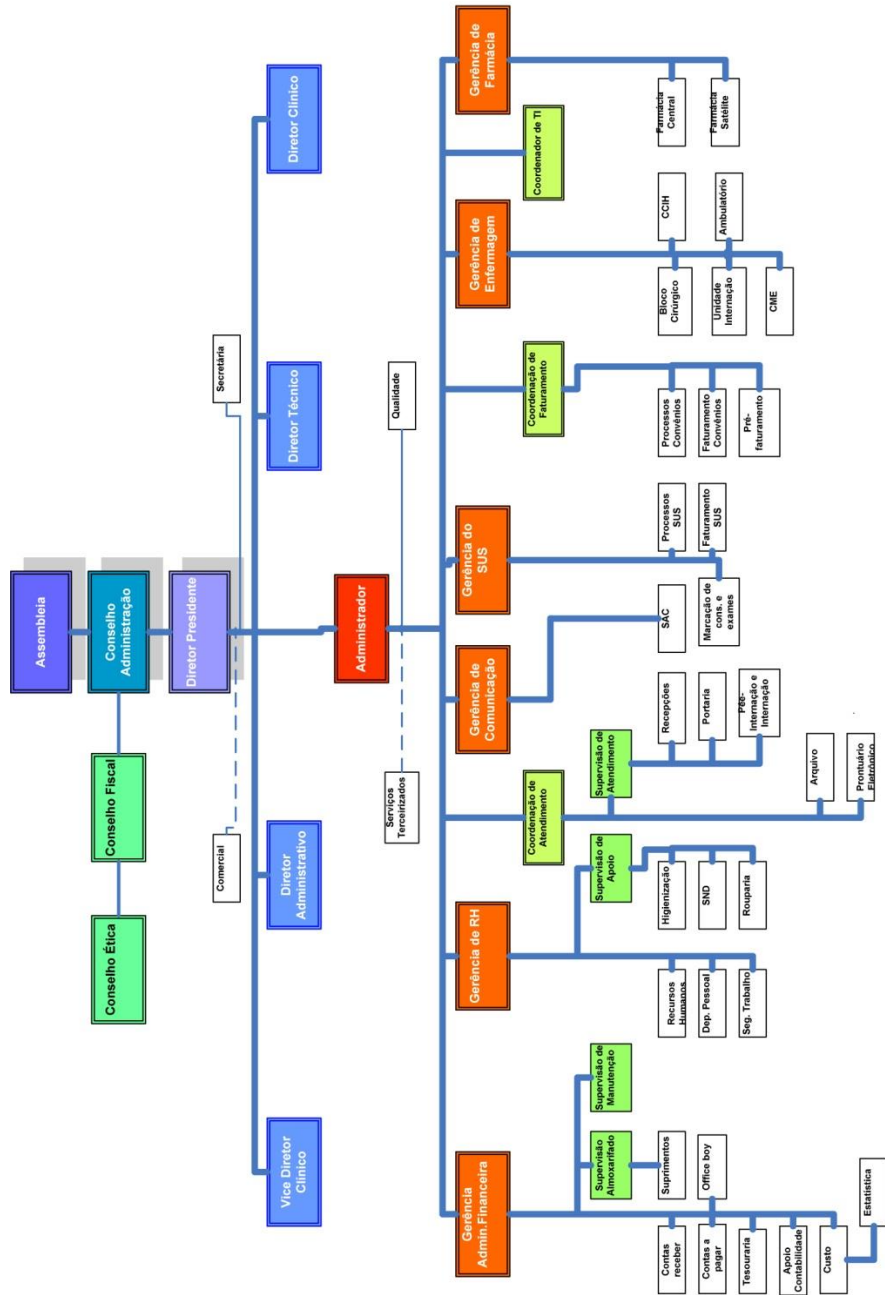 Assembleia
Conselho
Administração
Conselho Fiscal
Conselho Ética
Diretor Presidente
Comercial
Secretária
Vice Diretor
Clínico
Diretor
Administrativo
Diretor Técnico
Diretor Clínico
Administrador
Serviços
Terceirizados
Qualidade
Gerência
Admin.Financeira
Gerência de RH
Coordenação de
Atendimento
Gerência de
Comunicação
Gerência do
SUS
Coordenação de
Faturamento
Gerência de
Enfermagem
Coordenador de TI
Gerência de
Farmácia
Supervisão
Almoxarifado
Supervisão de
Manutenção
Supervisão de
Apoio
Supervisão de
Atendimento
Contas
receber
Suprimentos
Contas a
pagar
Office boy
Tesouraria
Apoio
Contabilidade
Custo
Estatística
Recursos
Humanos
Dep. Pessoal
Seg. Trabalho
Higienização
SND
Rouparia
Recepções
Portaria
Internação e
Internação
Arquivo
Prontuário
Eletrônico
SAC
Processos
SUS
Faturamento
SUS
Marcação de
cons. e
exames
Processos
Convênios
Faturamento
Convênios
Pré-
faturamento
Bloco
Cirúrgico
CCIH
Unidade
Internação
Ambulatório
CME
Farmácia
Central
Farmácia
Satélite